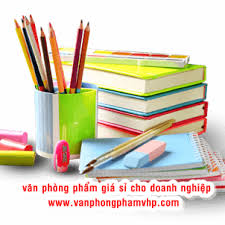 văn phòng phẩm giá sỉ cho doanh nghiệp
www.vanphongphamvhp.com